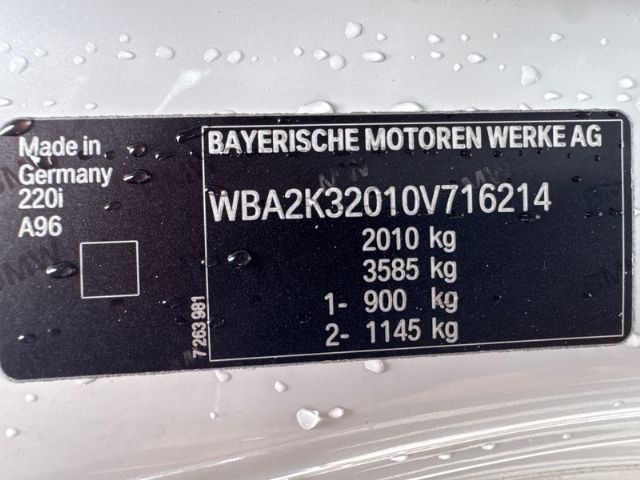 Made in
Germany
220i
A96
7 263 981
BAYERISCHE MOTOREN WERKE AG
WBA2K32010V716214
2010 kg
3585 kg
1- 900 kg
2- 1145 kg